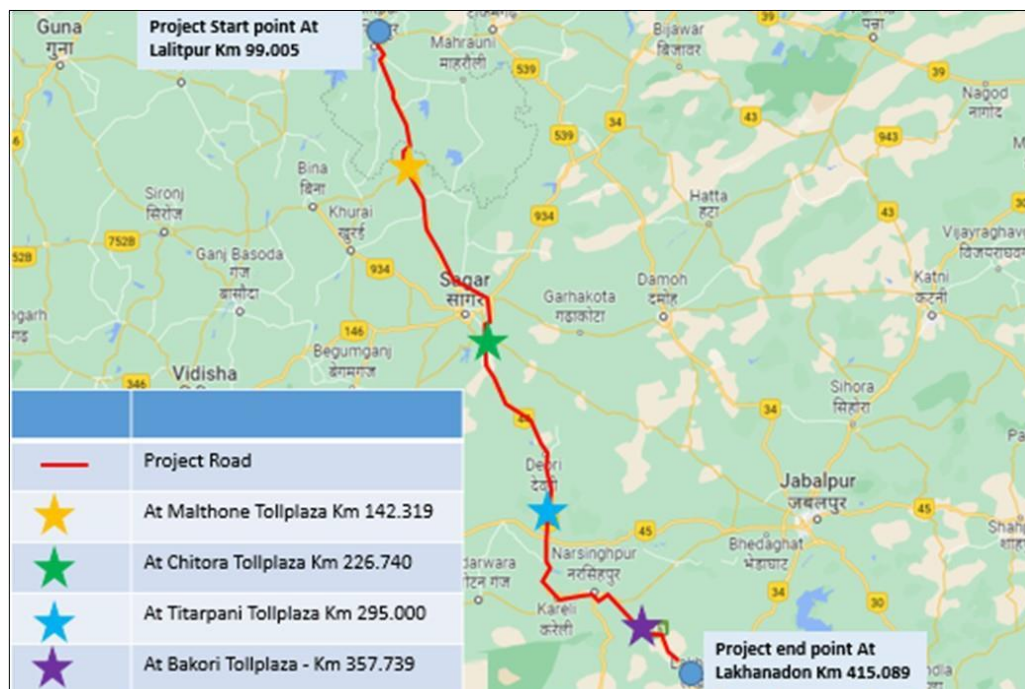 Guna
गुना
Project Start point At
Lalitpur Km 99.005
Mahrauni
माहरौली
Bijawar
बिजावर
39
539
39
Nagod
नागोद
34
43
943
Bina
बिना
539
Sironj
सिरोंज
Khurai
खुरई
Hatta
हटा
43
934
752B
Ganj Basoda
गंज
बासौदा
934
Sagar
सागर
Garhakota
गढ़ाकोटा
Damoh
दमोह
Katni
कटनी
146
Begumganj
बेगमगंज
Vidisha
346
Sihora
सिहोरा
34
Project Road
Deori
देवरी
Jabalpur
जबलपुर
At Malthone Tollplaza Km 142.319
45
45
Bhedaghat
भेड़ाघाट
At Chitora Tollplaza Km 226.740
Narsinghpur
नरसिंहपुर
34
30
At Titarpani Tollplaza Km 295.000
Kareli
करेली
At Bakori Tollplaza - Km 357.739
Project end point At
Lakhanadon Km 415.089